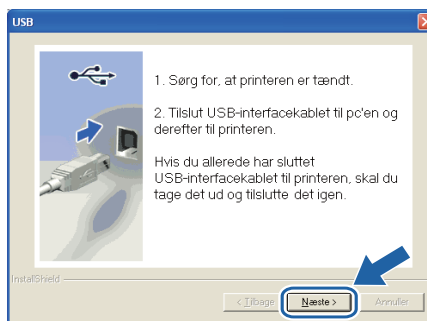 USB
1. Sørg for, at printeren er tændt.
2. Tilslut USB-interfacekablet til pc'en og
derefter til printeren.
Hvis du allerede har sluttet
USB-interfacekablet til printeren, skal du
tage det ud og tilslutte det igen.
InstallShield
< Tilbage
Næste >
Annuller